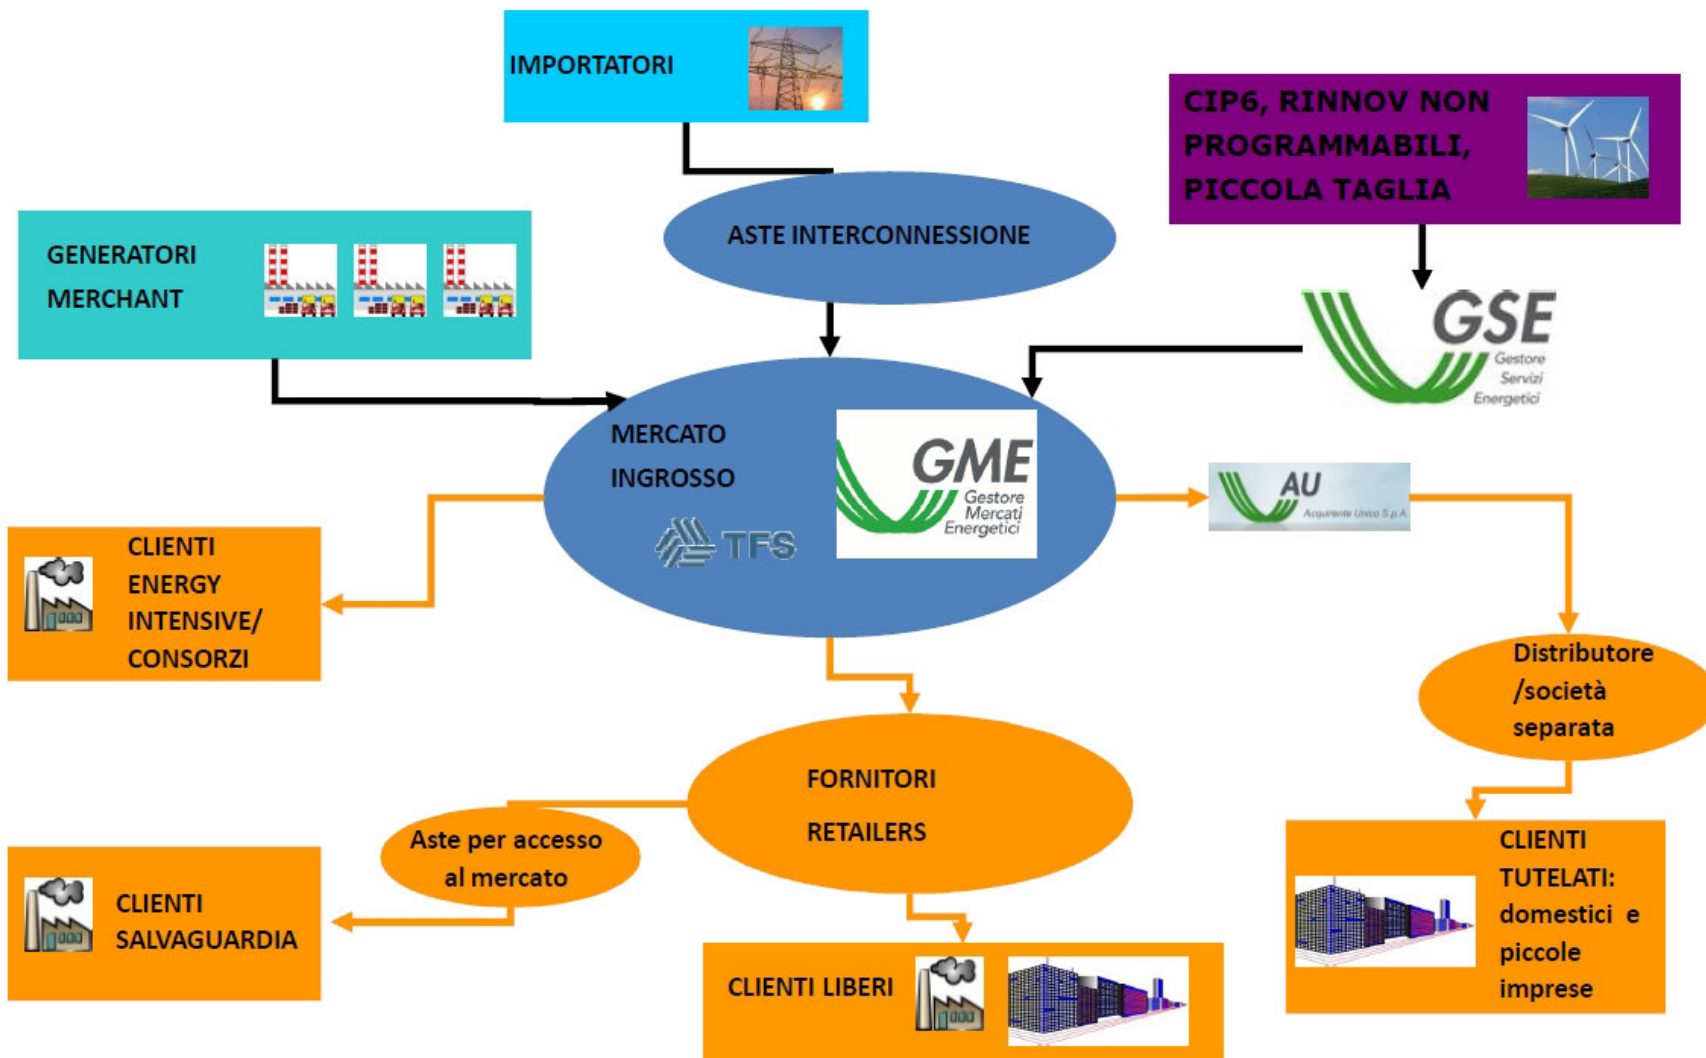 IMPORTATORI
CIP6, RINNOV NON
PROGRAMMABILI,
PICCOLA TAGLIA
ASTE INTERCONNESSIONE
GENERATORI
MERCHANT
GSE
Gestore
Servizi
Energetici
MERCATO
INGROSSO
TFS
GME
Gestore
Mercati
Energetici
AU
Acquirente Unico S.p.A.
CLIENTI
ENERGY
INTENSIVE/
CONSORZI
Distributore
/società
separata
FORNITORI
RETAILERS
Aste per accesso
al mercato
CLIENTI
SALVAGUARDIA
CLIENTI LIBERI
CLIENTI
TUTELATI:
domestici e
piccole
imprese